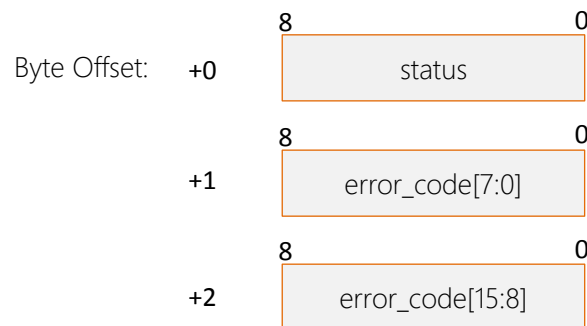 8 0
Byte Offset: +0 status
8 0
+1 error_code[7:0]
8 0
+2 error_code[15:8]